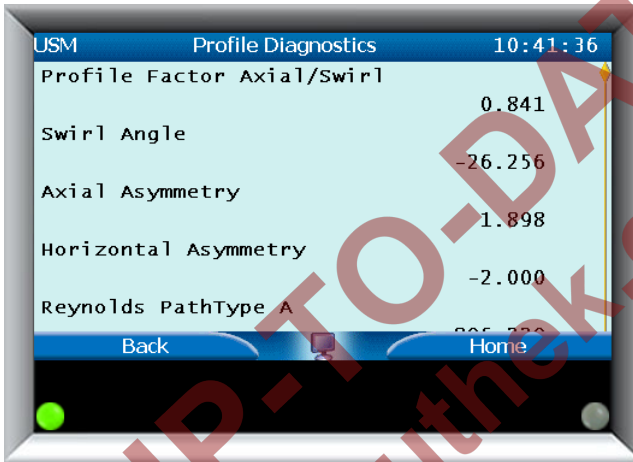 USM Profile Diagnostics 10:41:36
Profile Factor Axial/Swirl
0.841
Swirl Angle
-26.256
Axial Asymmetry
1.898
Horizontal Asymmetry
-2.000
Reynolds PathType A
Back Home